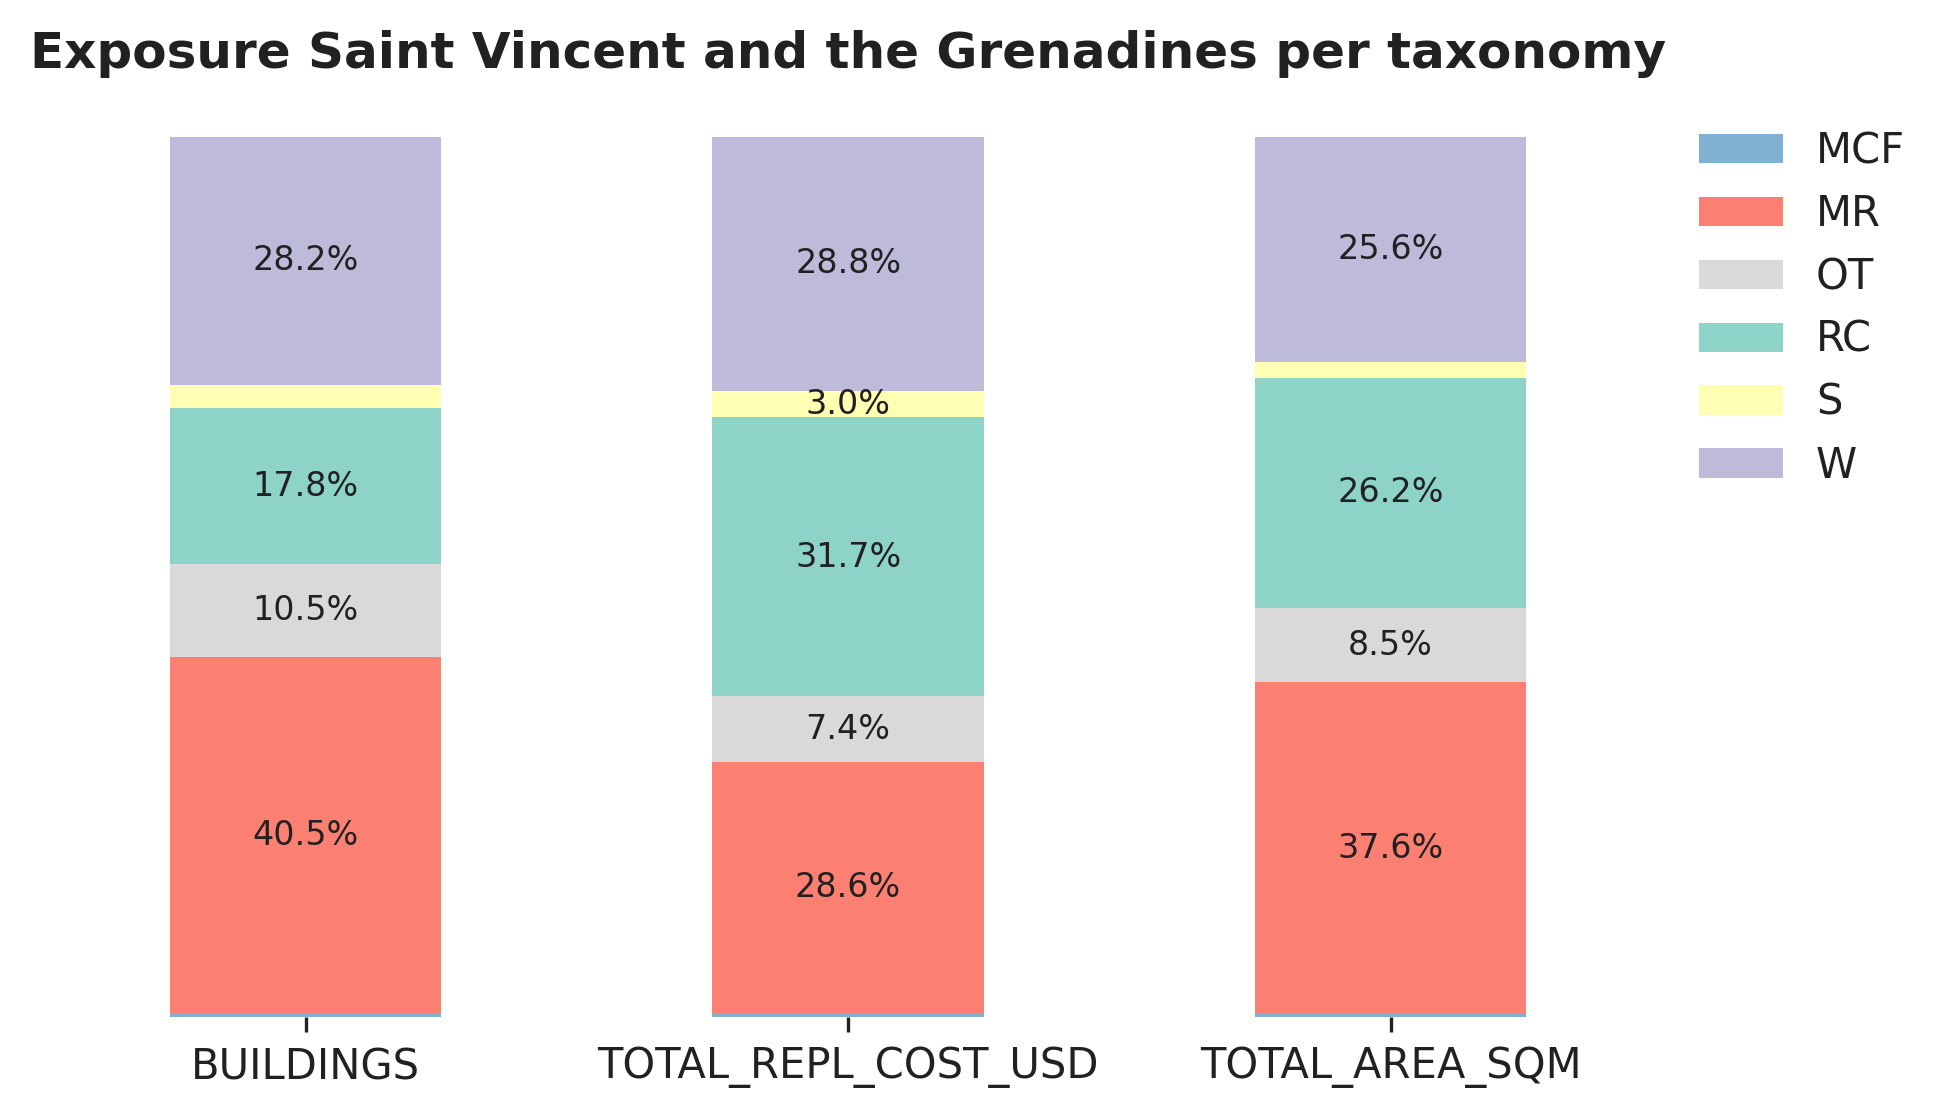 Exposure Saint Vincent and the Grenadines per taxonomy
28.2%
17.8%
10.5%
40.5%
BUILDINGS
28.8%
3.0%
31.7%
7.4%
28.6%
TOTAL_REPL_COST_USD
25.6%
26.2%
8.5%
37.6%
TOTAL_AREA_SQM
MCF
MR
OT
RC
S
W